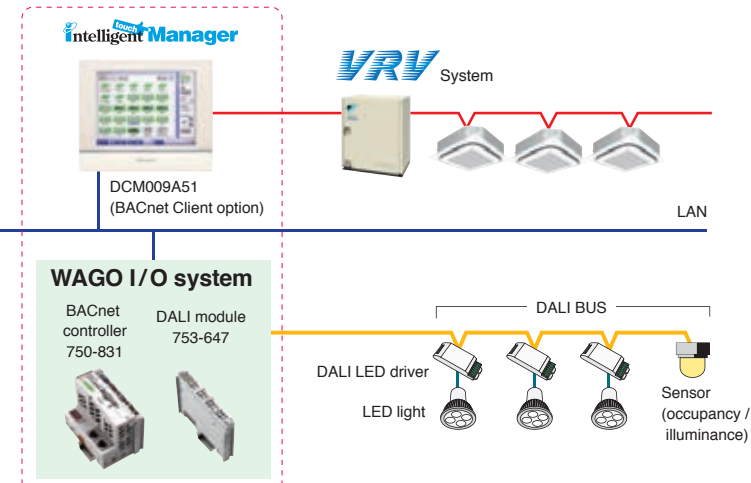 intelligent touch Manager
VRV System
DCM009A51
(BACnet Client option)
LAN
WAGO I/O system
BACnet
controller
750-831
DALI module
753-647
DALI BUS
DALI LED driver
LED light
Sensor
(occupancy /
illuminance)